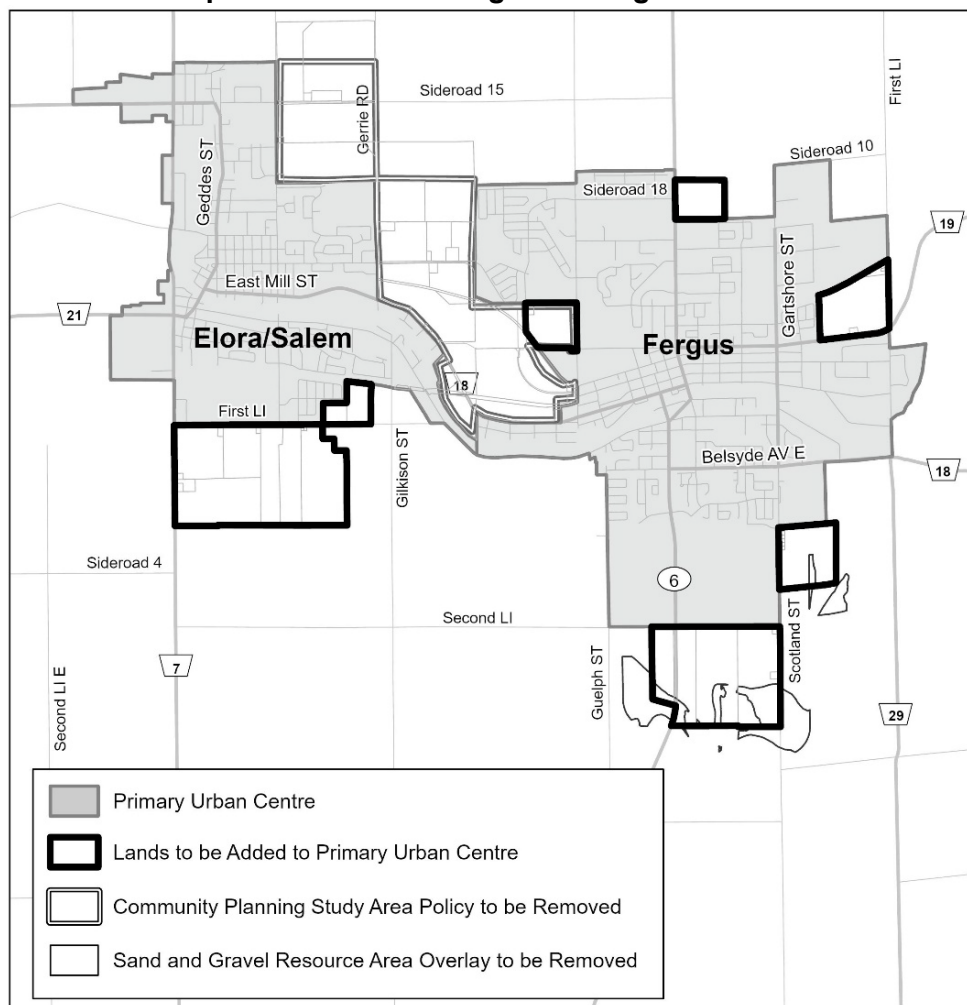 Sideroad 15
First LI
Gerrie RD
Sideroad 10
Geddes ST
Sideroad 18
19
Gartshore ST
East Mill ST
21
Elora/Salem
Fergus
18
First LI
Gilkison ST
Belsyde AV E
18
Sideroad 4
6
Second LI
Scotland ST
Guelph ST
7
Second LI E
29
Primary Urban Centre
Lands to be Added to Primary Urban Centre
Community Planning Study Area Policy to be Removed
Sand and Gravel Resource Area Overlay to be Removed